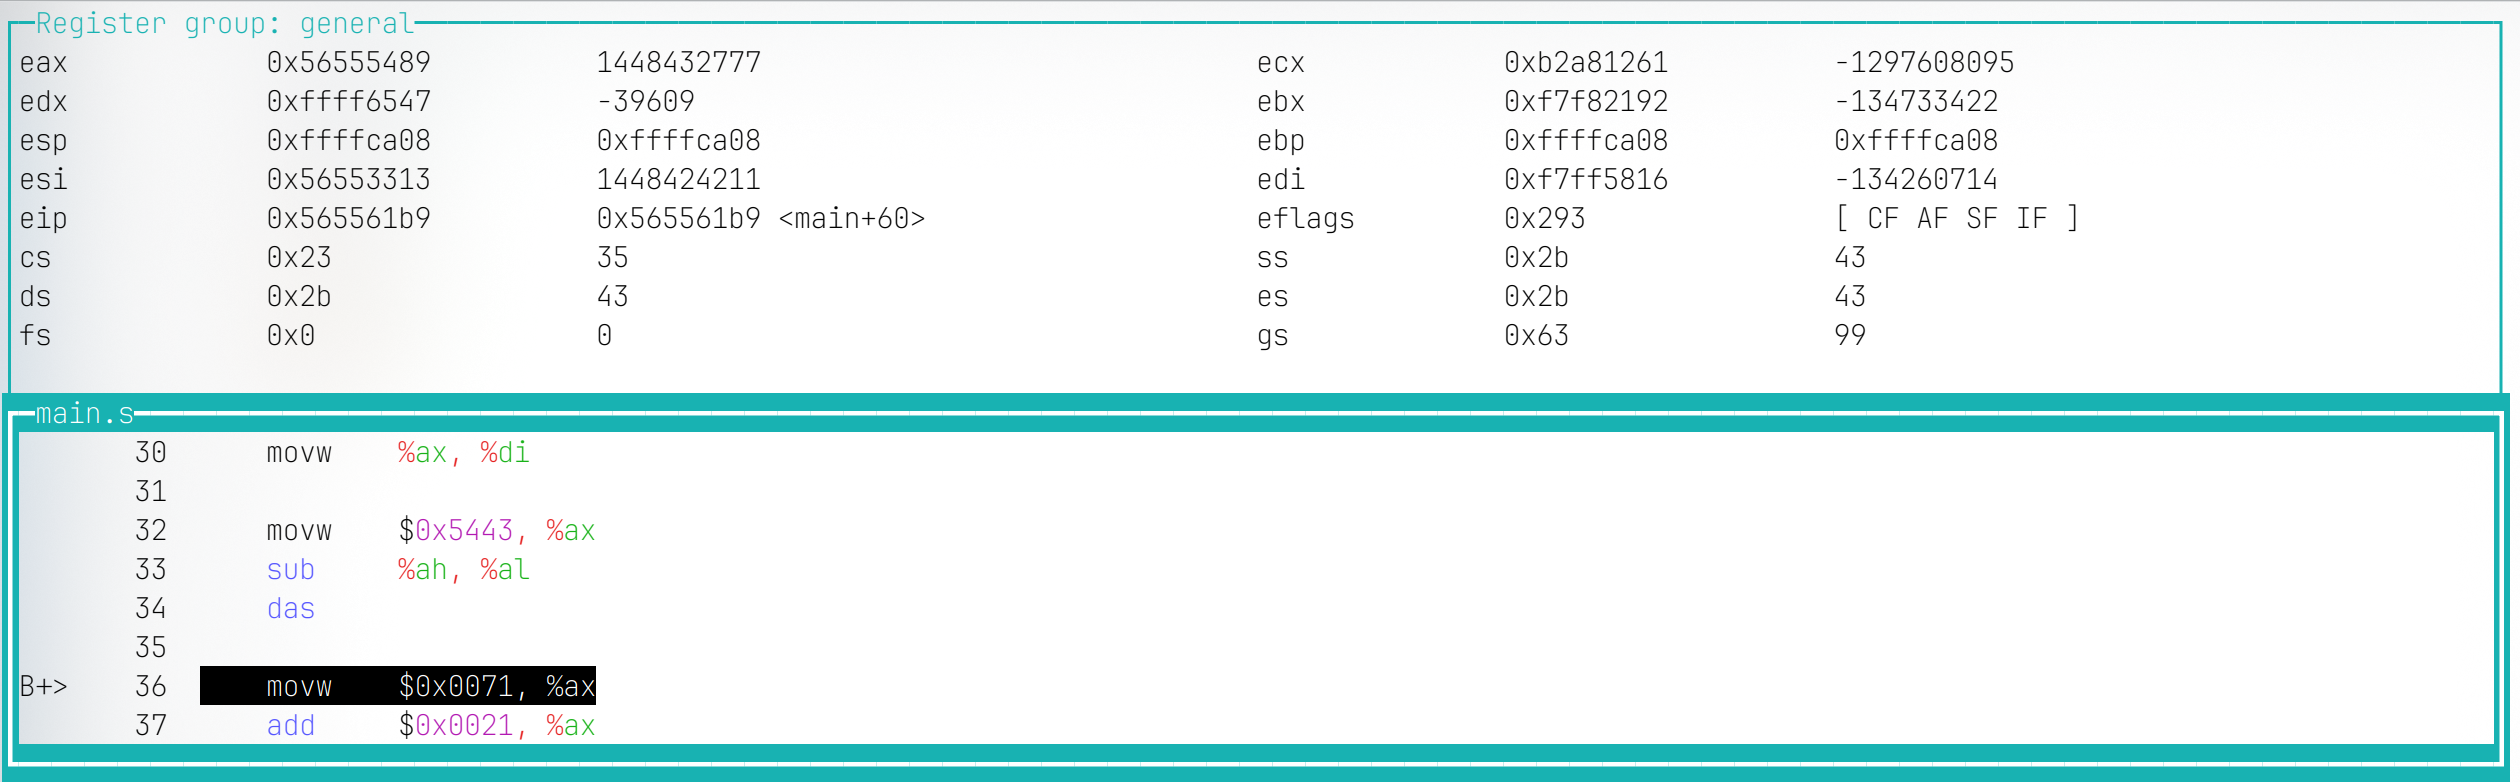 Register group: general
eax 0x56555489 1448432777 ecx 0xb2a81261 -1297608095
edx 0xffff6547 -39609 ebx 0xf7f82192 -134733422
esp 0xffffca08 0xffffca08 ebp 0xffffca08 0xffffca08
esi 0x56553313 1448424211 edi 0xf7ff5816 -134260714
eip 0x565561b9 0x565561b9 <main+60> eflags 0x293 [ CF AF SF IF ]
cs 0x23 35 ss 0x2b 43
ds 0x2b 43 es 0x2b 43
fs 0x0 0 gs 0x63 99
main.s
30 movw %ax, %di
31
32 movw $0x5443, %ax
33 sub %ah, %al
34 das
35
B+> 36 movw $0x0071, %ax
37 add $0x0021, %ax